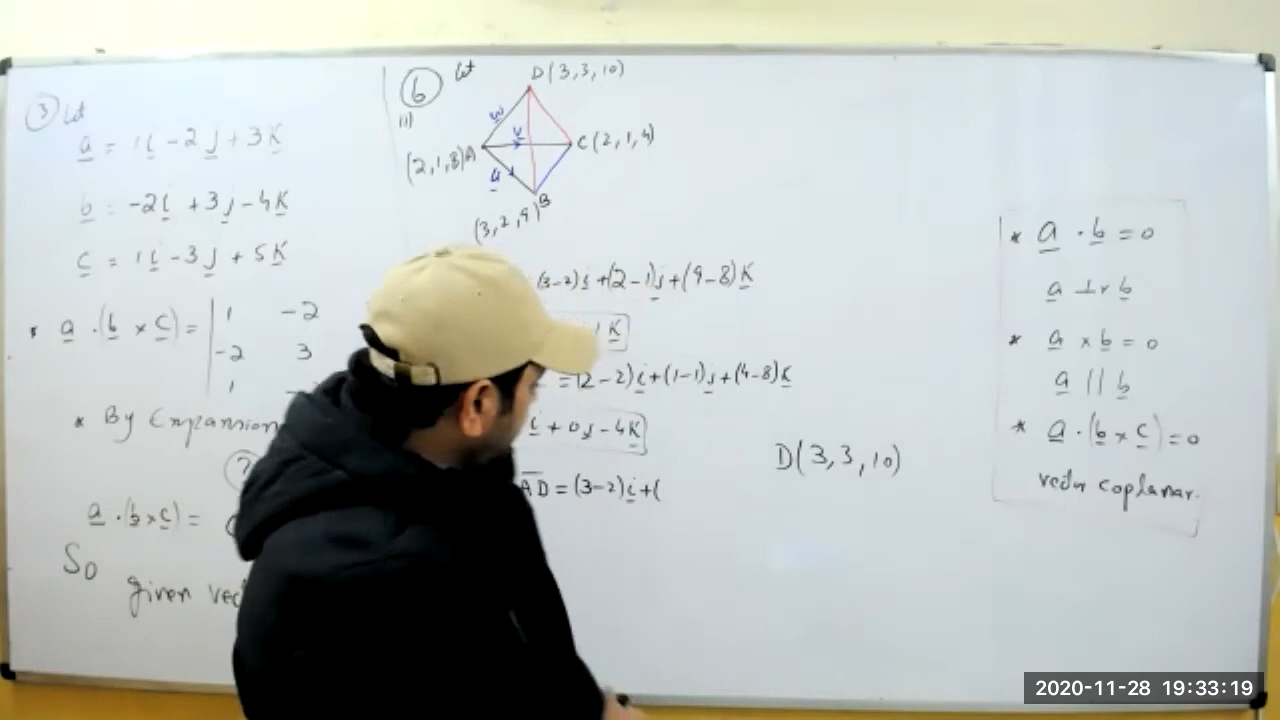 ③ Let
a = 1i - 2j + 3K
b = -2i + 3j - 4K
c = 1i - 3j + 5K
* a . (b × c) = | 1 -2
-2 3
1
* By Expansion
a . (b × c) =
So
given vec
⑥ Let
ii)
D(3,3,10)
w
v
(2,1,8)A
C(2,1,4)
u
(3,2,9)B
(3-2)i + (2-1)j + (9-8)K
K
= (2-2)i + (1-1)j + (4-8)K
i + 0j - 4K
AD = (3-2)i + (
D(3,3,10)
* a . b = 0
a ⊥r b
* a × b = 0
a || b
* a . (b × c) = 0
vector coplanar.
2020-11-28 19:33:19